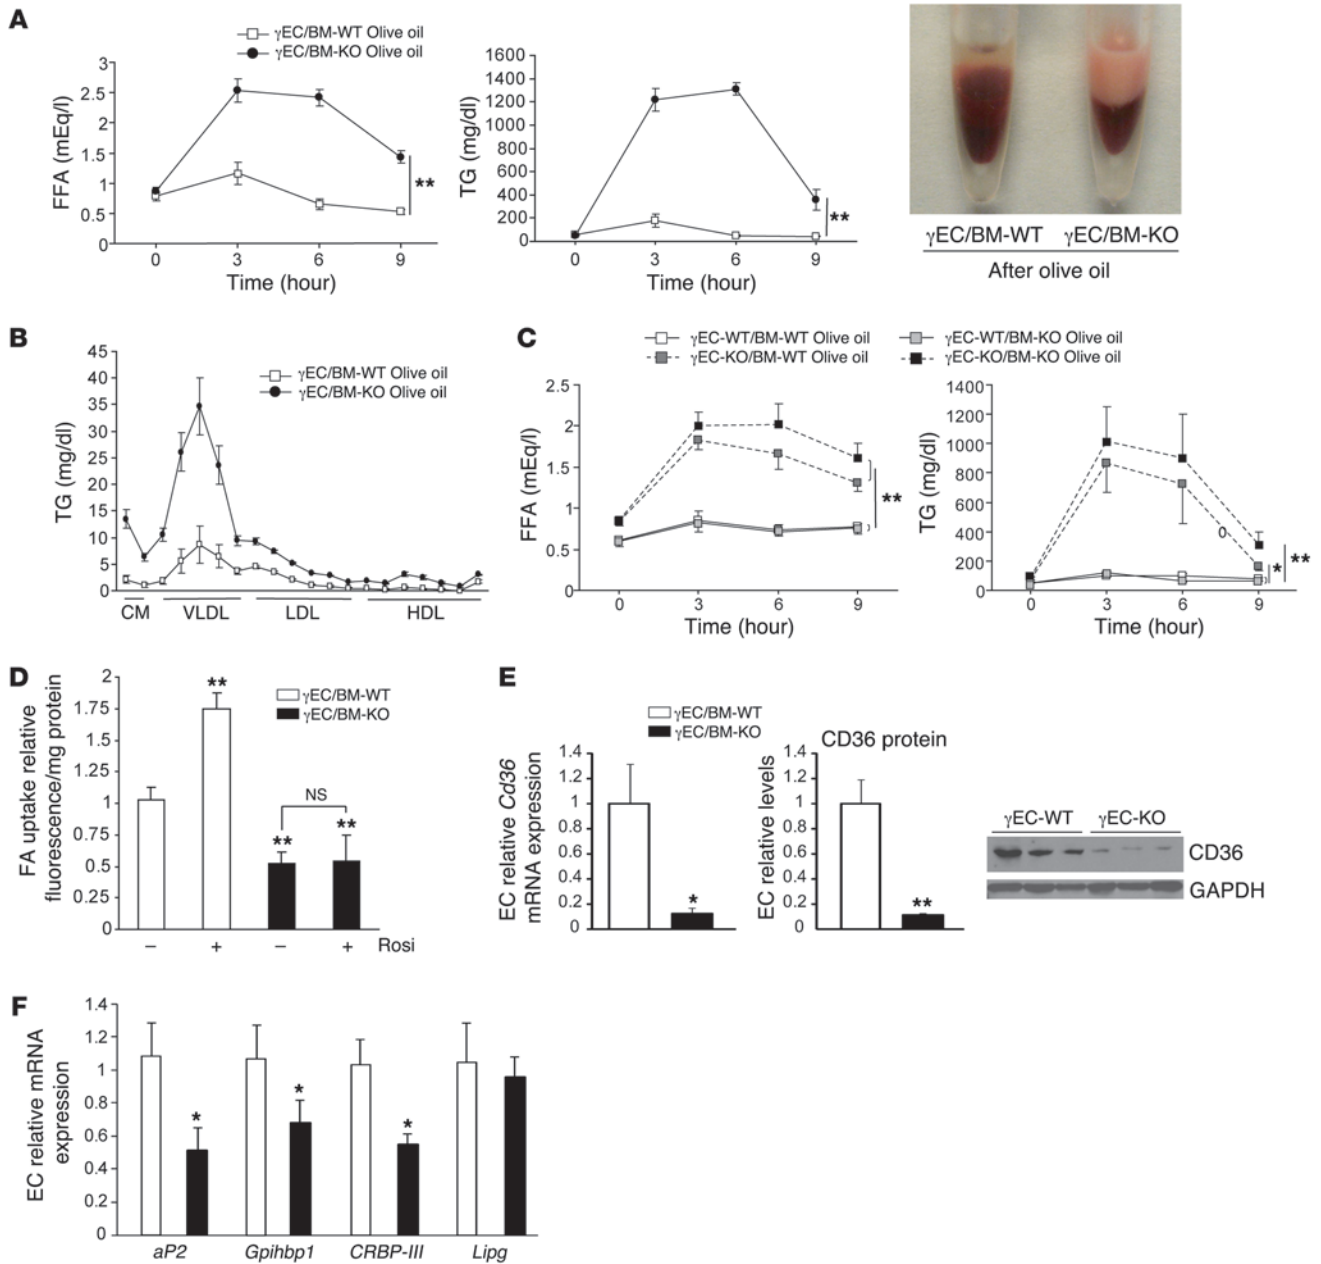 A
γEC/BM-WT Olive oil
γEC/BM-KO Olive oil
FFA (mEq/l)
3
2.5
2
1.5
1
0.5
0
**
0 3 6 9
Time (hour)
TG (mg/dl)
1600
1400
1200
1000
800
600
400
200
0
**
0 3 6 9
Time (hour)
γEC/BM-WT γEC/BM-KO
After olive oil
B
γEC/BM-WT Olive oil
γEC/BM-KO Olive oil
TG (mg/dl)
45
40
35
30
25
20
15
10
5
0
CM VLDL LDL HDL
C
γEC-WT/BM-WT Olive oil γEC-WT/BM-KO Olive oil
γEC-KO/BM-WT Olive oil γEC-KO/BM-KO Olive oil
FFA (mEq/l)
2.5
2
1.5
1
0.5
0
**
0 3 6 9
Time (hour)
TG (mg/dl)
1400
1200
1000
800
600
400
200
0
0
* **
0 3 6 9
Time (hour)
D
FA uptake relative
fluorescence/mg protein
2
1.75
1.5
1.25
1
0.75
0.5
0.25
0
γEC/BM-WT
γEC/BM-KO
**
NS
** **
– + – + Rosi
E
γEC/BM-WT
γEC/BM-KO
EC relative Cd36
mRNA expression
1.4
1.2
1
0.8
0.6
0.4
0.2
0
*
CD36 protein
EC relative levels
1.4
1.2
1
0.8
0.6
0.4
0.2
0
**
γEC-WT γEC-KO
CD36
GAPDH
F
EC relative mRNA
expression
1.4
1.2
1
0.8
0.6
0.4
0.2
0
* * *
aP2 Gpihbp1 CRBP-III Lipg